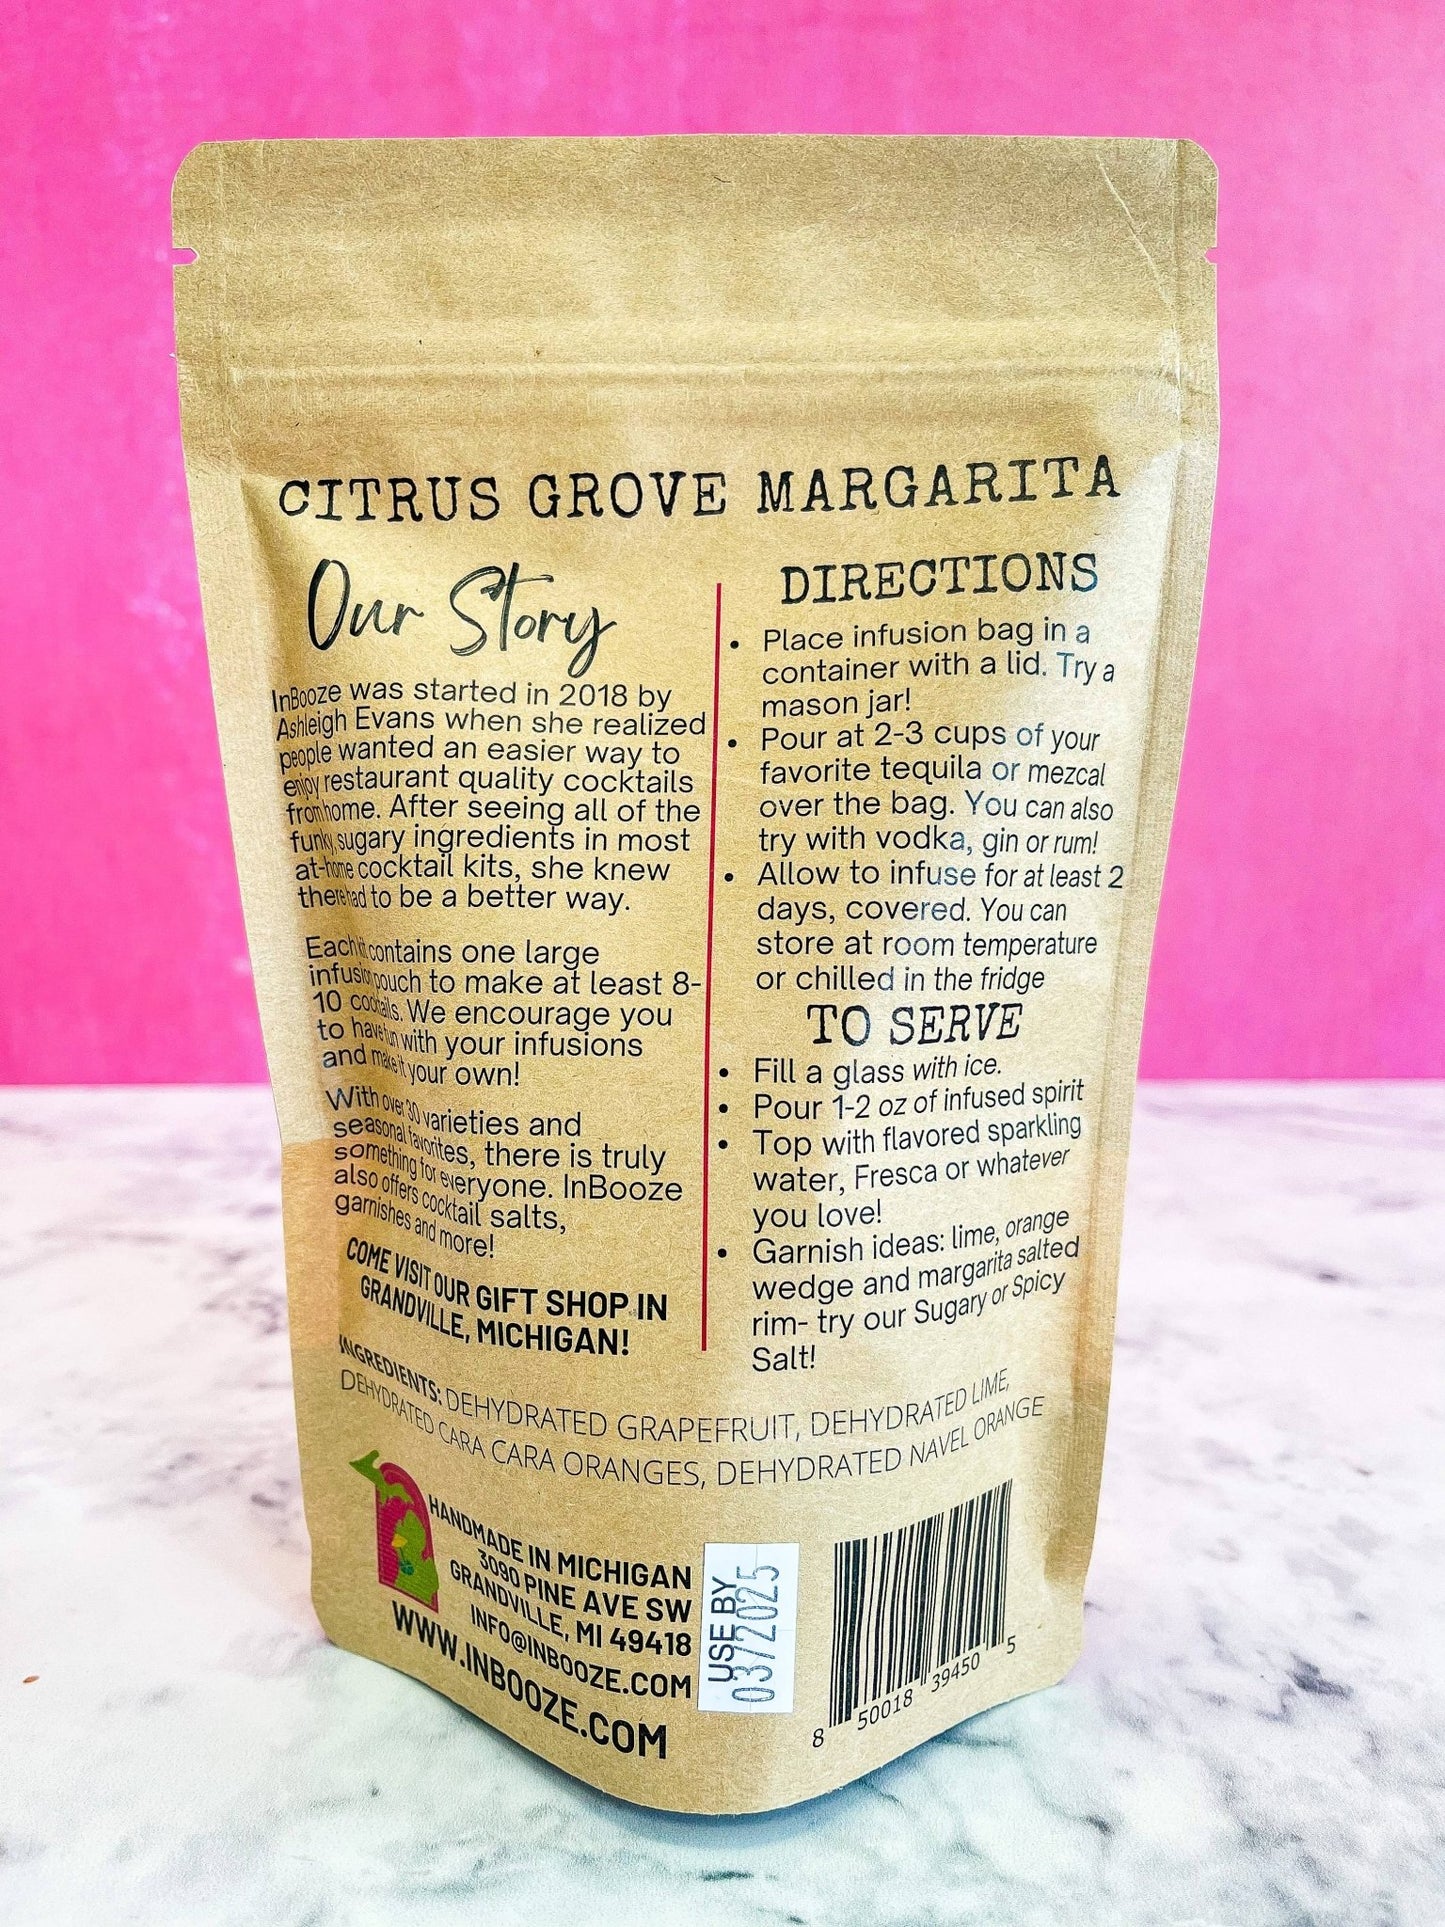 CITRUS GROVE MARGARITA
Our Story
InBooze was started in 2018 by
Ashleigh Evans when she realized
people wanted an easier way to
enjoy restaurant quality cocktails
from home. After seeing all of the
funky, sugary ingredients in most
at-home cocktail kits, she knew
there had to be a better way.
Each kit contains one large
infusion pouch to make at least 8-
10 cocktails. We encourage you
to have fun with your infusions
and make it your own!
With over 30 varieties and
seasonal favorites, there is truly
something for everyone. InBooze
also offers cocktail salts,
garnishes and more!
COME VISIT OUR GIFT SHOP IN
GRANDVILLE, MICHIGAN!
DIRECTIONS
• Place infusion bag in a
container with a lid. Try a
mason jar!
• Pour at 2-3 cups of your
favorite tequila or mezcal
over the bag. You can also
try with vodka, gin or rum!
• Allow to infuse for at least 2
days, covered. You can
store at room temperature
or chilled in the fridge
TO SERVE
• Fill a glass with ice.
• Pour 1-2 oz of infused spirit
• Top with flavored sparkling
water, Fresca or whatever
you love!
• Garnish ideas: lime, orange
wedge and margarita salted
rim- try our Sugary or Spicy
Salt!
INGREDIENTS: DEHYDRATED GRAPEFRUIT, DEHYDRATED LIME,
DEHYDRATED CARA CARA ORANGES, DEHYDRATED NAVEL ORANGE
HANDMADE IN MICHIGAN
3090 PINE AVE SW
GRANDVILLE, MI 49418
INFO@INBOOZE.COM
WWW.INBOOZE.COM
USE BY
03/2025
8 50018 39450 5